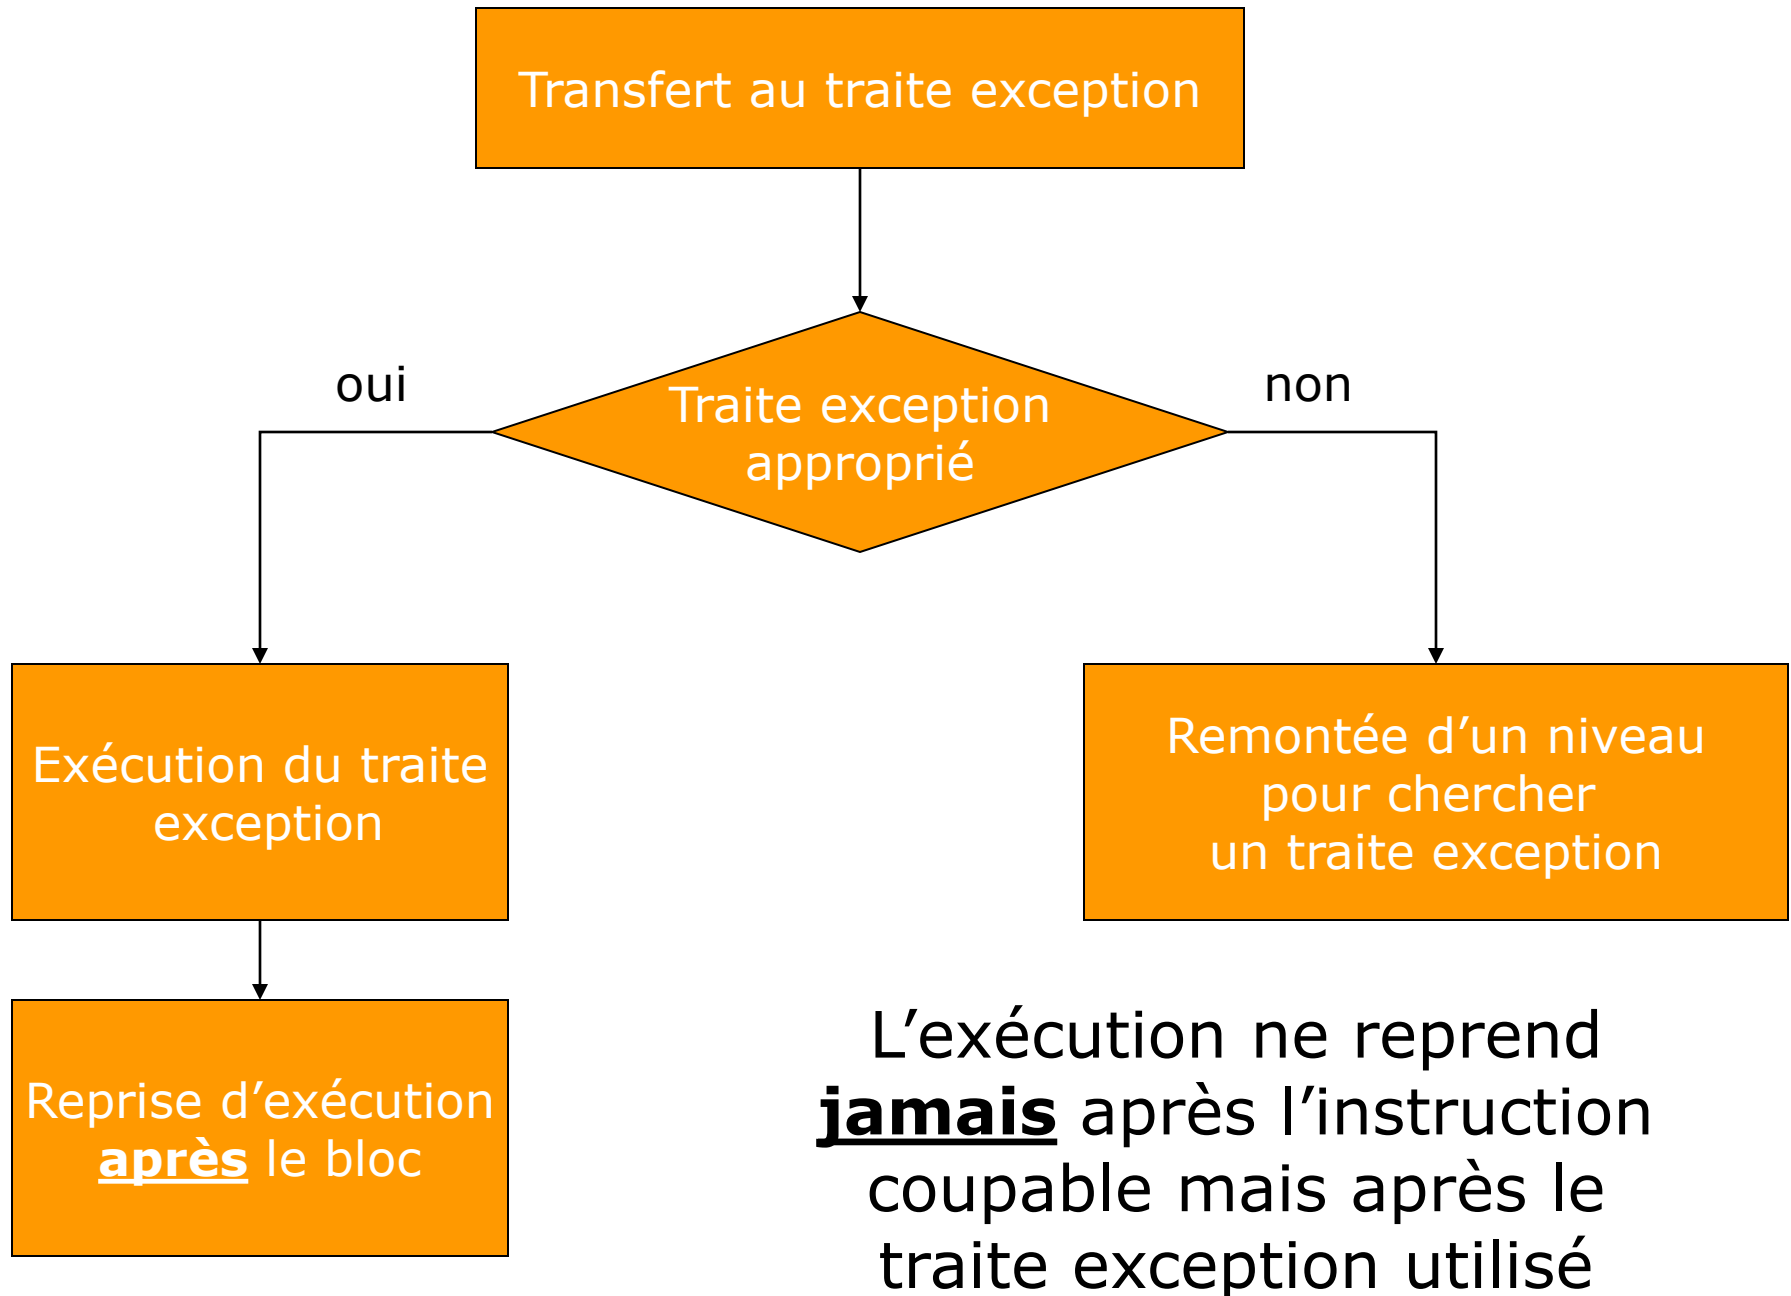 Transfert au traite exception
oui
non
Traite exception
approprié
Exécution du traite
exception
Remontée d’un niveau
pour chercher
un traite exception
Reprise d’exécution
après le bloc
L’exécution ne reprend
jamais après l’instruction
coupable mais après le
traite exception utilisé